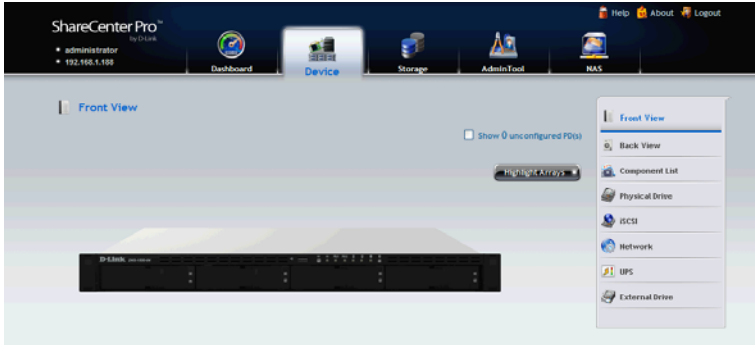 Help About Logout
ShareCenter Pro™
by D-Link
administrator
192.168.1.188
Dashboard Device Storage AdminTool NAS
Front View
Show 0 unconfigured PD(s)
Highlight Arrays
D-Link
Front View
Back View
Component List
Physical Drive
iSCSI
Network
UPS
External Drive